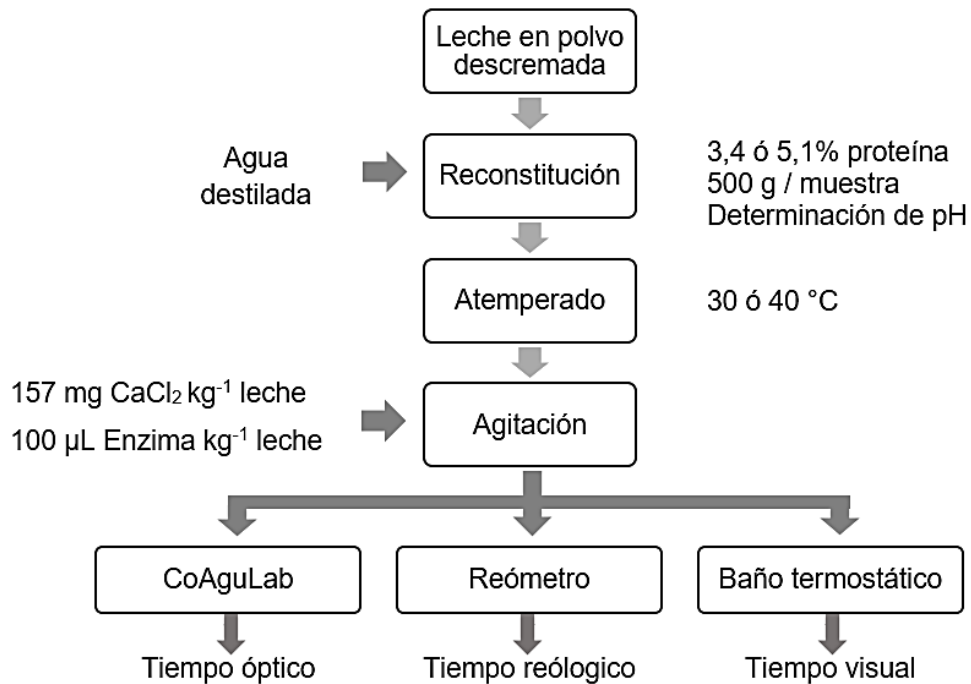 Leche en polvo
descremada
Agua
destilada
Reconstitución
3,4 ó 5,1% proteína
500 g / muestra
Determinación de pH
Atemperado
30 ó 40 °C
157 mg CaCl₂ kg⁻¹ leche
100 µL Enzima kg⁻¹ leche
Agitación
CoAguLab
Reómetro
Baño termostático
Tiempo óptico
Tiempo reólogico
Tiempo visual